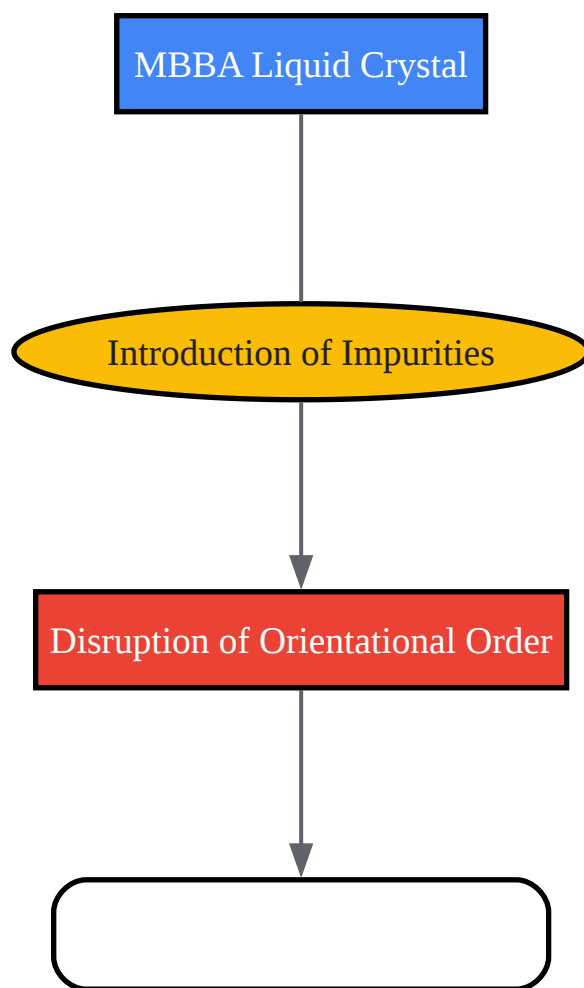 MBBA Liquid Crystal
Introduction of Impurities
Disruption of Orientational Order